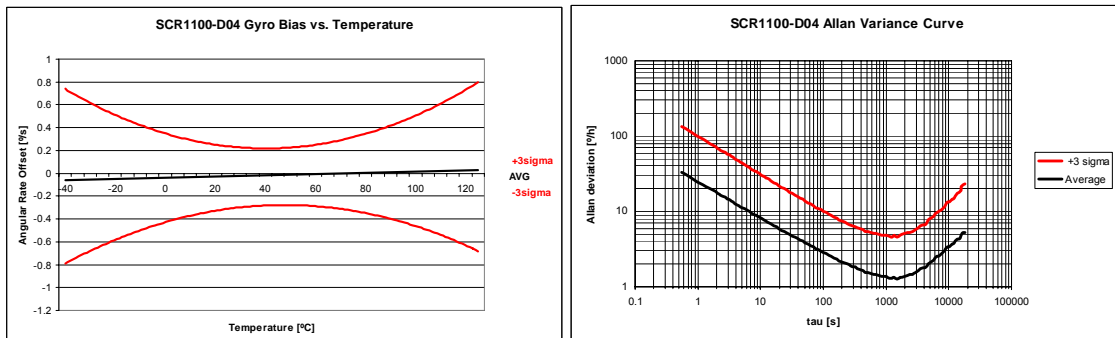 SCR1100-D04 Gyro Bias vs. Temperature
Angular Rate Offset [º/s]
1
0.8
0.6
0.4
0.2
0
-0.2
-0.4
-0.6
-0.8
-1
-1.2
-40 -20 0 20 40 60 80 100 120
Temperature [ºC]
+3sigma
AVG
-3sigma
SCR1100-D04 Allan Variance Curve
Allan deviation [º/h]
1000
100
10
1
0.1 1 10 100 1000 10000 100000
tau [s]
+3 sigma
Average